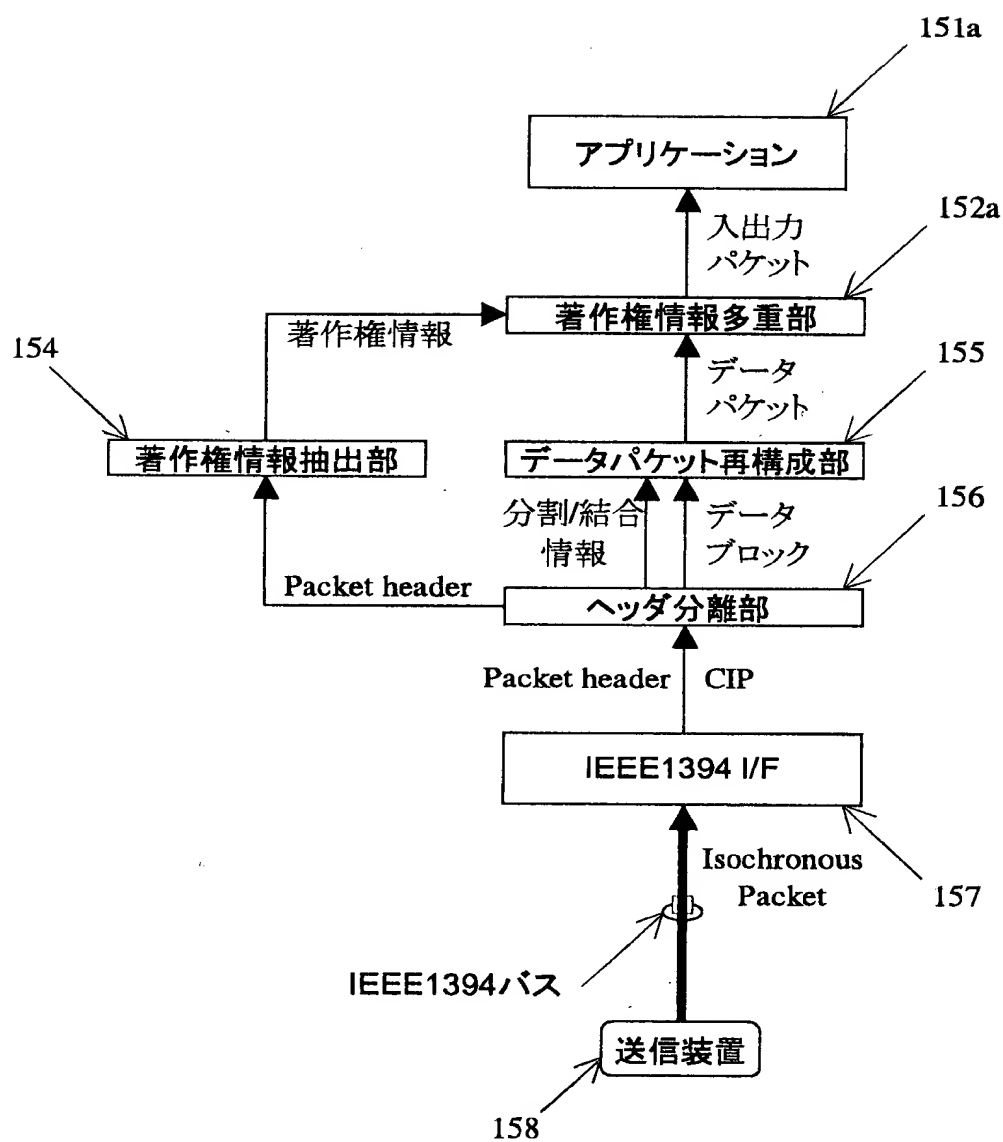 151a
アプリケーション
152a
入出力
パケット
著作権情報多重部
著作権情報
154
データ
パケット
155
著作権情報抽出部
データパケット再構成部
分割/結合
情報
データ
ブロック
156
Packet header
ヘッダ分離部
Packet header
CIP
IEEE1394 I/F
Isochronous
Packet
157
IEEE1394バス
送信装置
158